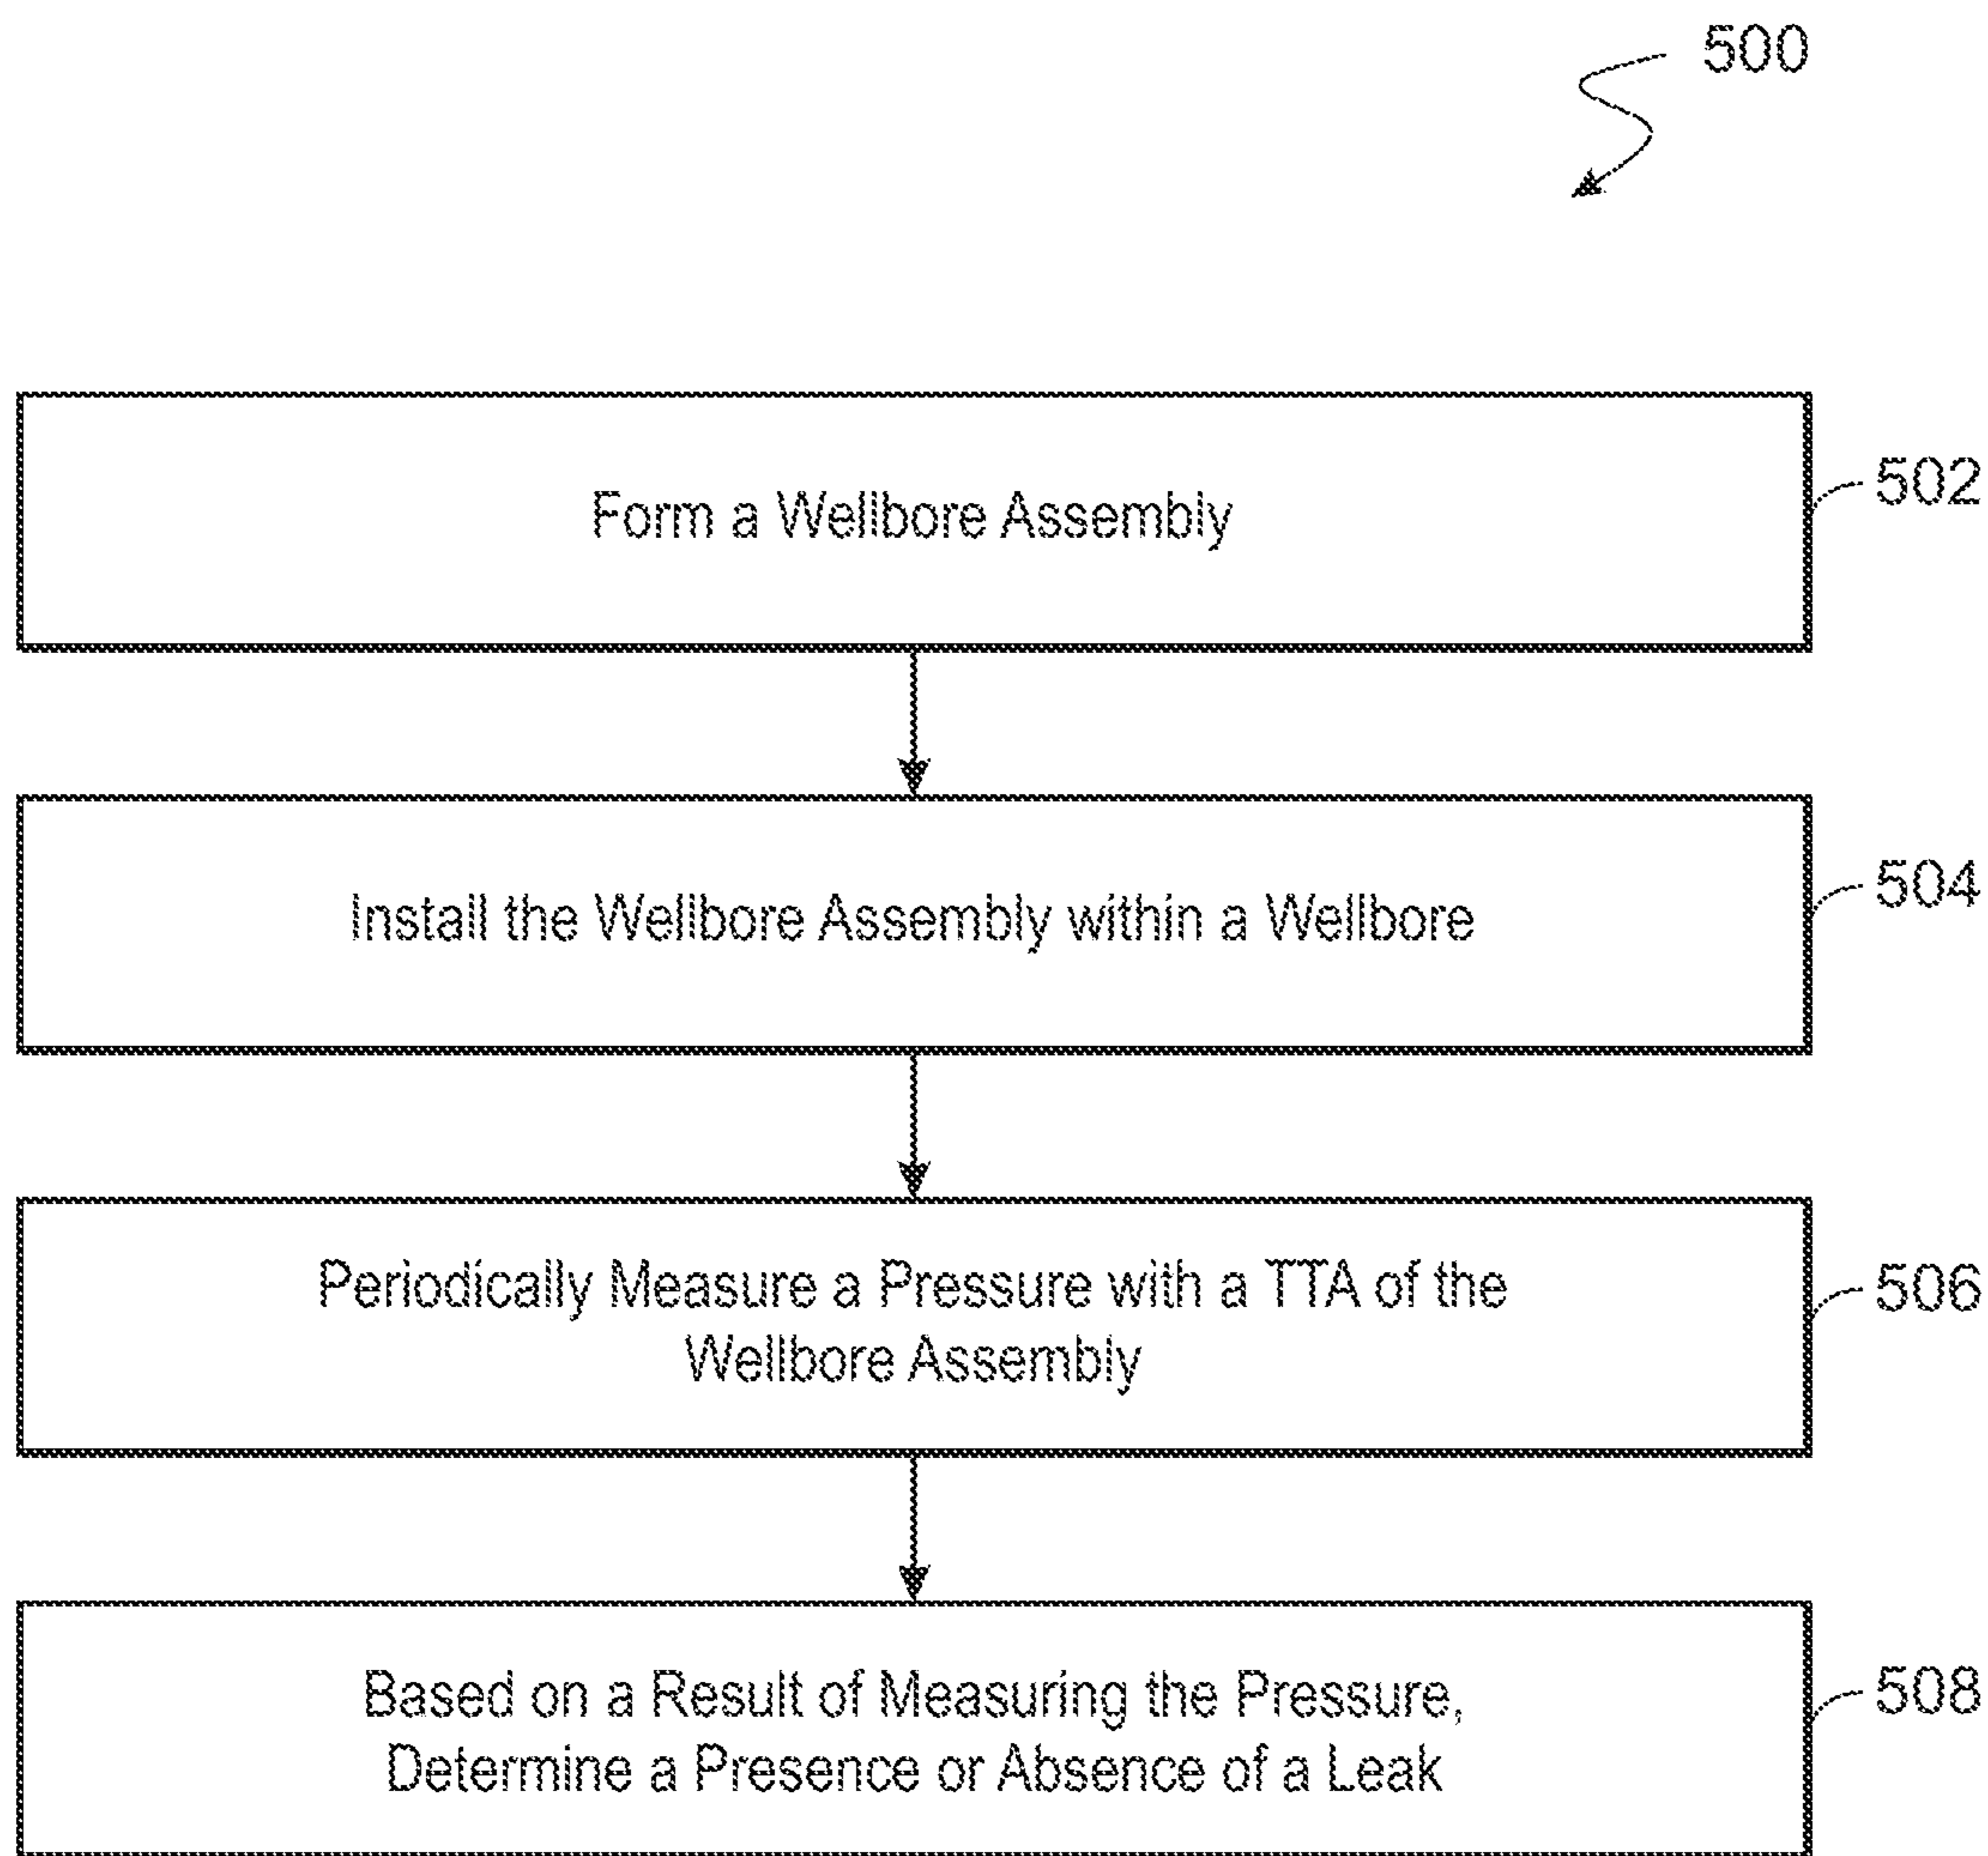 500
Form a Wellbore Assembly
502
Install the Wellbore Assembly within a Wellbore
504
Periodically Measure a Pressure with a TTA of the
Wellbore Assembly
506
Based on a Result of Measuring the Pressure,
Determine a Presence or Absence of a Leak
508